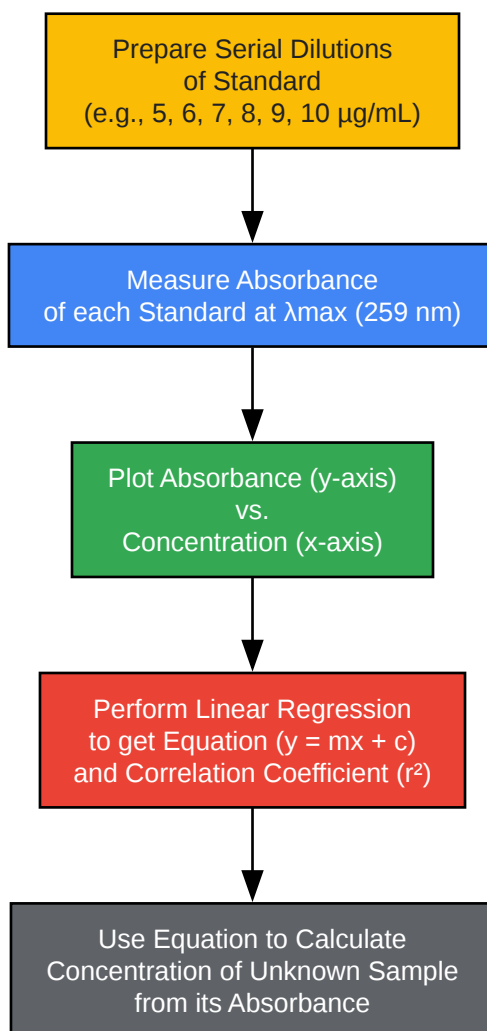 Prepare Serial Dilutions
of Standard
(e.g., 5, 6, 7, 8, 9, 10 µg/mL)
Measure Absorbance
of each Standard at λmax (259 nm)
Plot Absorbance (y-axis)
vs.
Concentration (x-axis)
Perform Linear Regression
to get Equation (y = mx + c)
and Correlation Coefficient (r²)
Use Equation to Calculate
Concentration of Unknown Sample
from its Absorbance